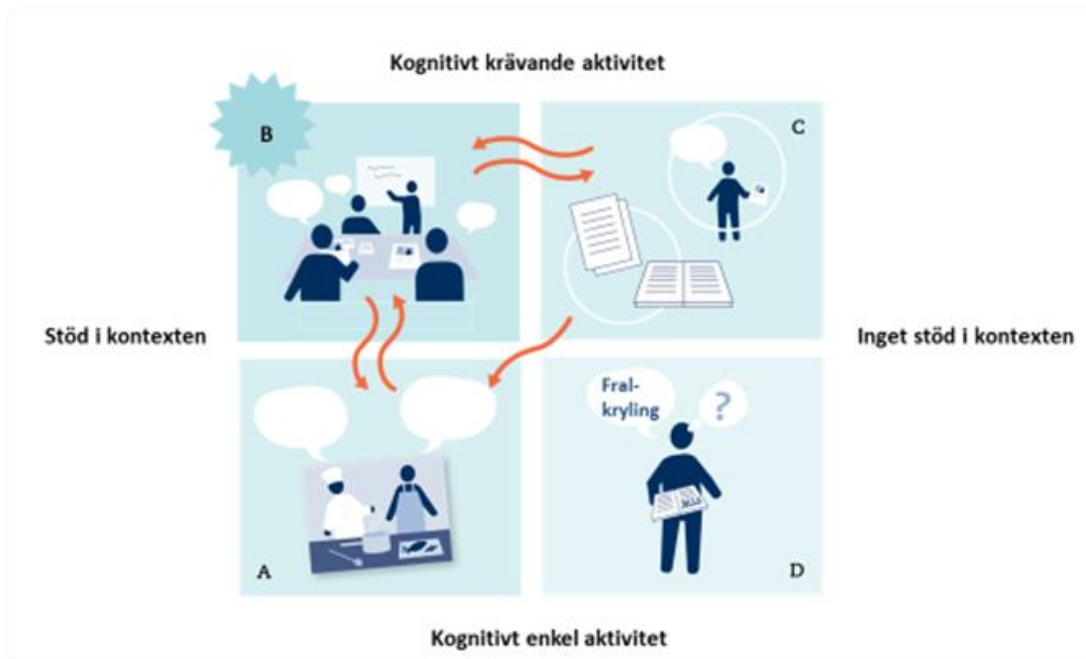 Kognitivt krävande aktivitet
B
C
Stöd i kontexten
Inget stöd i kontexten
Fral-
kryling
?
A
D
Kognitivt enkel aktivitet